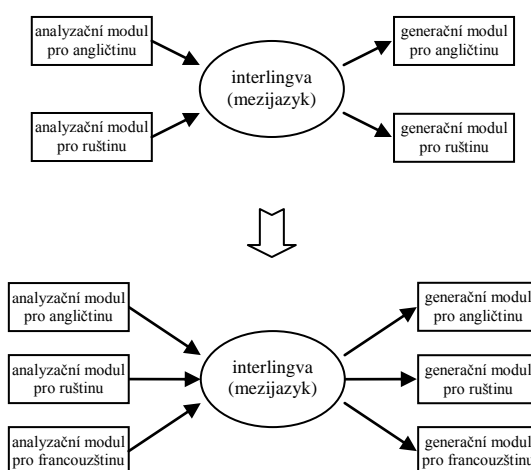 analyzační modul
pro angličtinu
generační modul
pro angličtinu
interlingva
(mezijazyk)
analyzační modul
pro ruštinu
generační modul
pro ruštinu
analyzační modul
pro angličtinu
generační modul
pro angličtinu
analyzační modul
pro ruštinu
interlingva
(mezijazyk)
generační modul
pro ruštinu
analyzační modul
pro francouzštinu
generační modul
pro francouzštinu